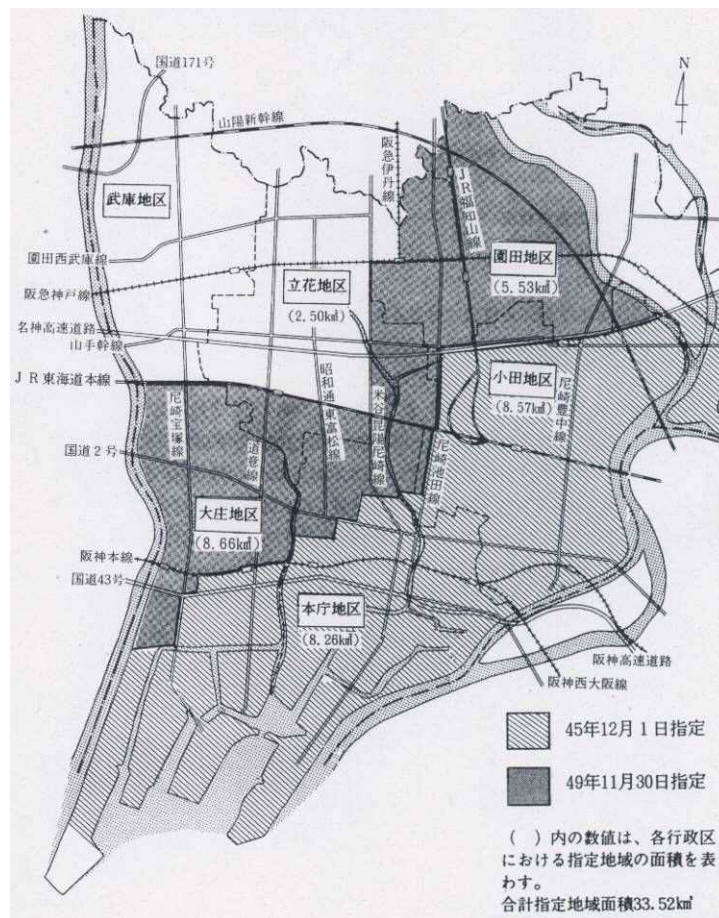 国道171号
N
山陽新幹線
阪急伊丹線
武庫地区
JR福知山線
園田西武庫線
園田地区
(5.53k㎡)
阪急神戸線
立花地区
(2.50k㎡)
名神高速道路
山手幹線
JR東海道本線
小田地区
(8.57k㎡)
尼崎豊中線
尼崎宝塚線
道意線
昭和通東富松線
米谷昆陽尼崎線
尼崎池田線
国道2号
大庄地区
(8.66k㎡)
阪神本線
国道43号
本庁地区
(8.26k㎡)
阪神高速道路
阪神西大阪線
45年12月1日指定
49年11月30日指定
( )内の数値は、各行政区
における指定地域の面積を表
わす。
合計指定地域面積33.52k㎡